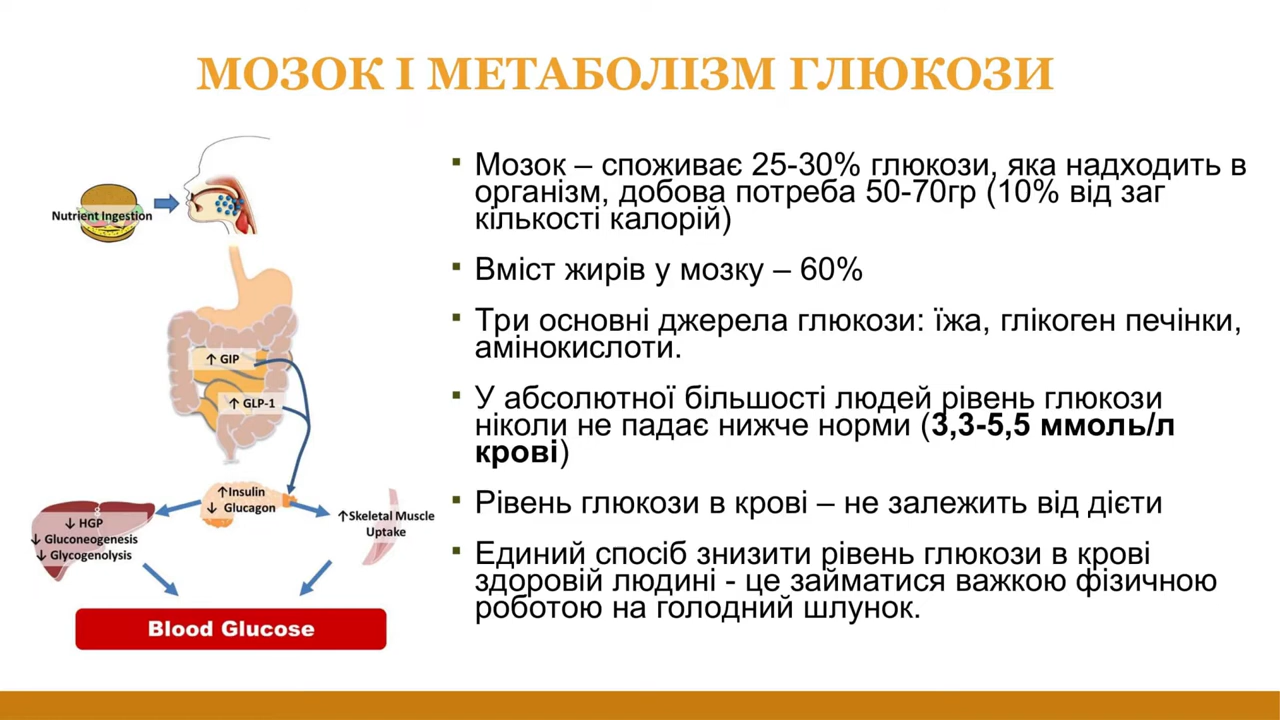 МОЗОК І МЕТАБОЛІЗМ ГЛЮКОЗИ
Nutrient Ingestion
↑ GIP
↑ GLP-1
↑Insulin
↓ Glucagon
↓ HGP
↓ Gluconeogenesis
↓ Glycogenolysis
↑Skeletal Muscle
Uptake
Blood Glucose
▪ Мозок – споживає 25-30% глюкози, яка надходить в
організм, добова потреба 50-70гр (10% від заг
кількості калорій)
▪ Вміст жирів у мозку – 60%
▪ Три основні джерела глюкози: їжа, глікоген печінки,
амінокислоти.
▪ У абсолютної більшості людей рівень глюкози
ніколи не падає нижче норми (3,3-5,5 ммоль/л
крові)
▪ Рівень глюкози в крові – не залежить від дієти
▪ Единий спосіб знизити рівень глюкози в крові
здоровій людині - це займатися важкою фізичною
роботою на голодний шлунок.